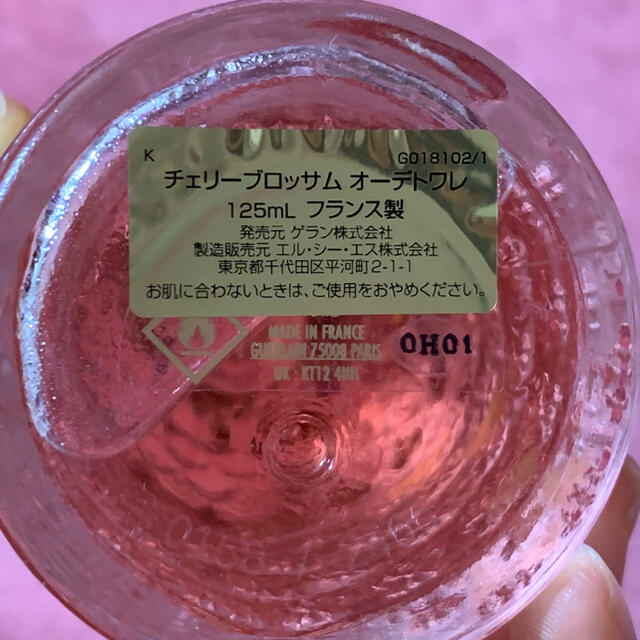 K G018102/1
チェリーブロッサム オーデトワレ
125mL フランス製
発売元 ゲラン株式会社
製造販売元 エル・シー・エス株式会社
東京都千代田区平河町2-1-1
お肌に合わないときは、ご使用をおやめください。
MADE IN FRANCE
GUERLAIN 75008 PARIS
UK - KT12 4NH
0H01